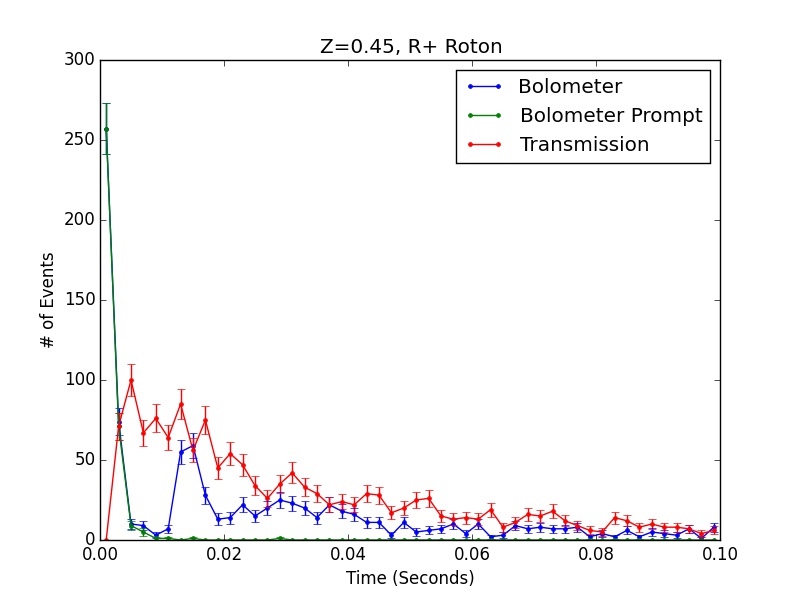 Z=0.45, R+ Roton
300
250
200
150
100
50
0
# of Events
Bolometer
Bolometer Prompt
Transmission
0.00 0.02 0.04 0.06 0.08 0.10
Time (Seconds)